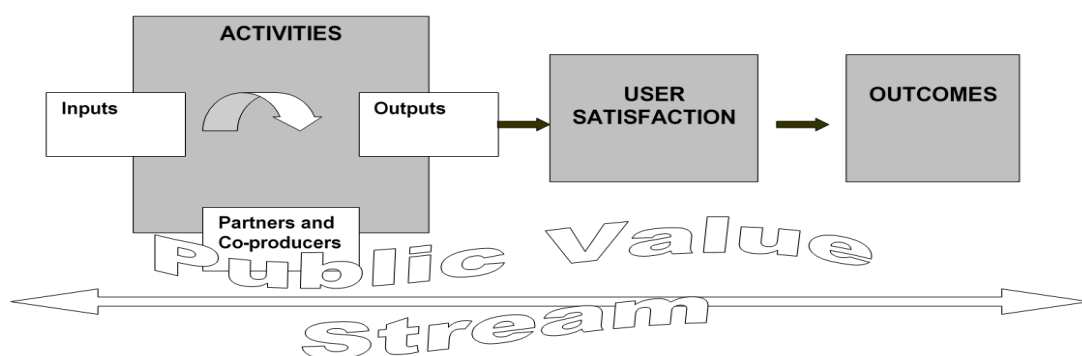 ACTIVITIES
Inputs
Outputs
Partners and
Co-producers
USER
SATISFACTION
OUTCOMES
Public Value
Stream